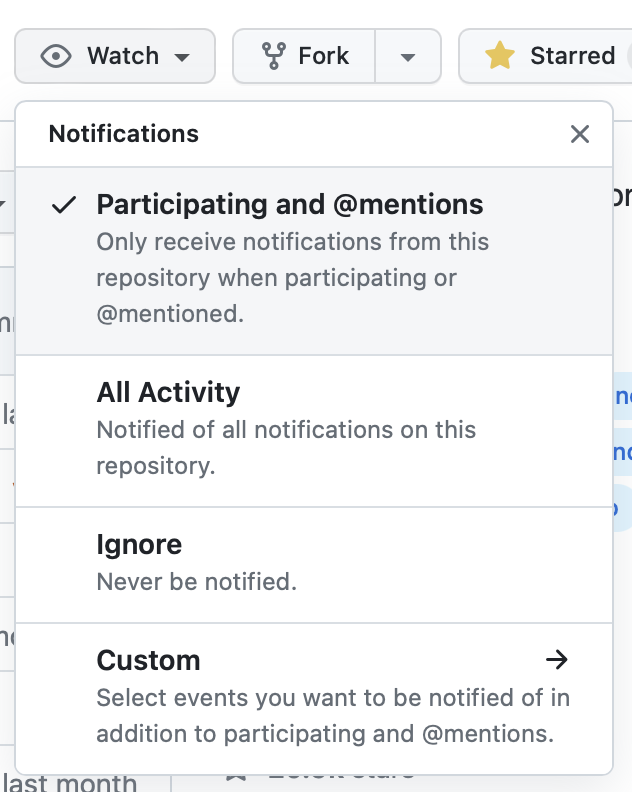 Watch
Fork
Starred
Notifications
Participating and @mentions
Only receive notifications from this
repository when participating or
@mentioned.
All Activity
Notified of all notifications on this
repository.
Ignore
Never be notified.
Custom
Select events you want to be notified of in
addition to participating and @mentions.
last month